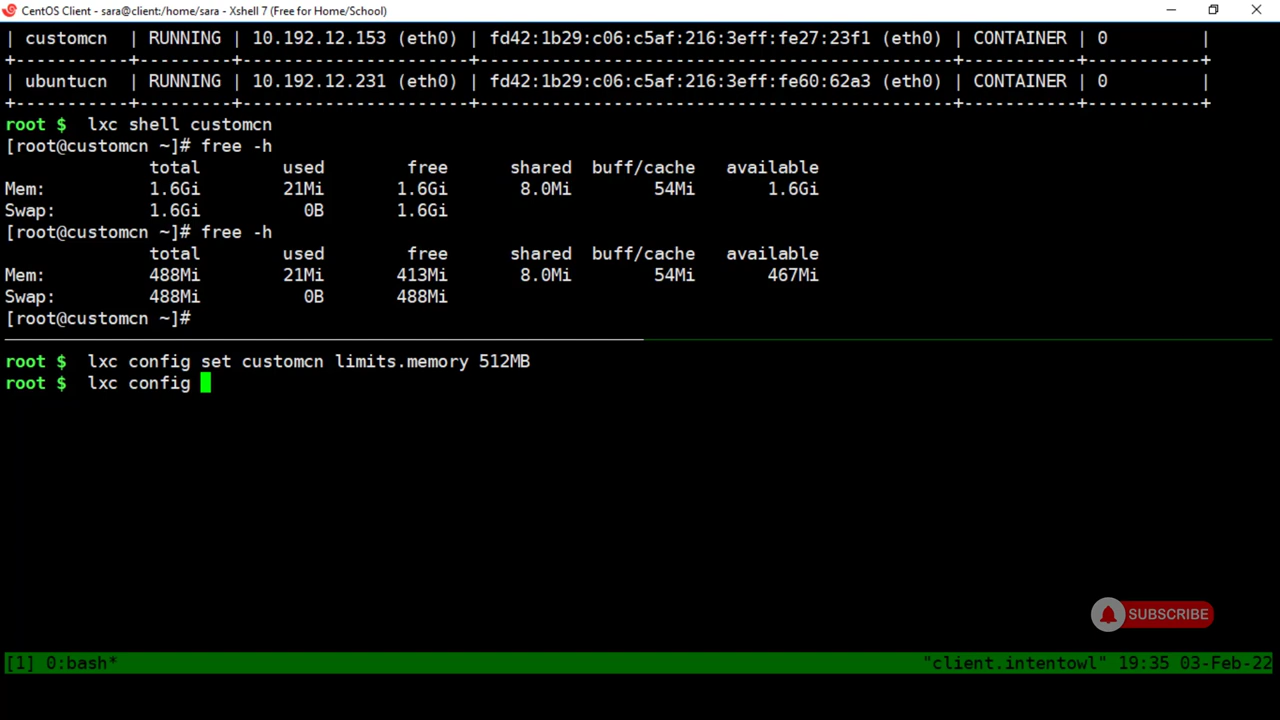 CentOS Client - sara@client:/home/sara - Xshell 7 (Free for Home/School)
| customcn | RUNNING | 10.192.12.153 (eth0) | fd42:1b29:c06:c5af:216:3eff:fe27:23f1 (eth0) | CONTAINER | 0 |
+-----------+---------+----------------------+-----------------------------------------------+-----------+-----------+
| ubuntucn | RUNNING | 10.192.12.231 (eth0) | fd42:1b29:c06:c5af:216:3eff:fe60:62a3 (eth0) | CONTAINER | 0 |
+-----------+---------+----------------------+-----------------------------------------------+-----------+-----------+
root $ lxc shell customcn
[root@customcn ~]# free -h
total used free shared buff/cache available
Mem: 1.6Gi 21Mi 1.6Gi 8.0Mi 54Mi 1.6Gi
Swap: 1.6Gi 0B 1.6Gi
[root@customcn ~]# free -h
total used free shared buff/cache available
Mem: 488Mi 21Mi 413Mi 8.0Mi 54Mi 467Mi
Swap: 488Mi 0B 488Mi
[root@customcn ~]#
root $ lxc config set customcn limits.memory 512MB
root $ lxc config
SUBSCRIBE
[1] 0:bash* "client.intentowl" 19:35 03-Feb-22